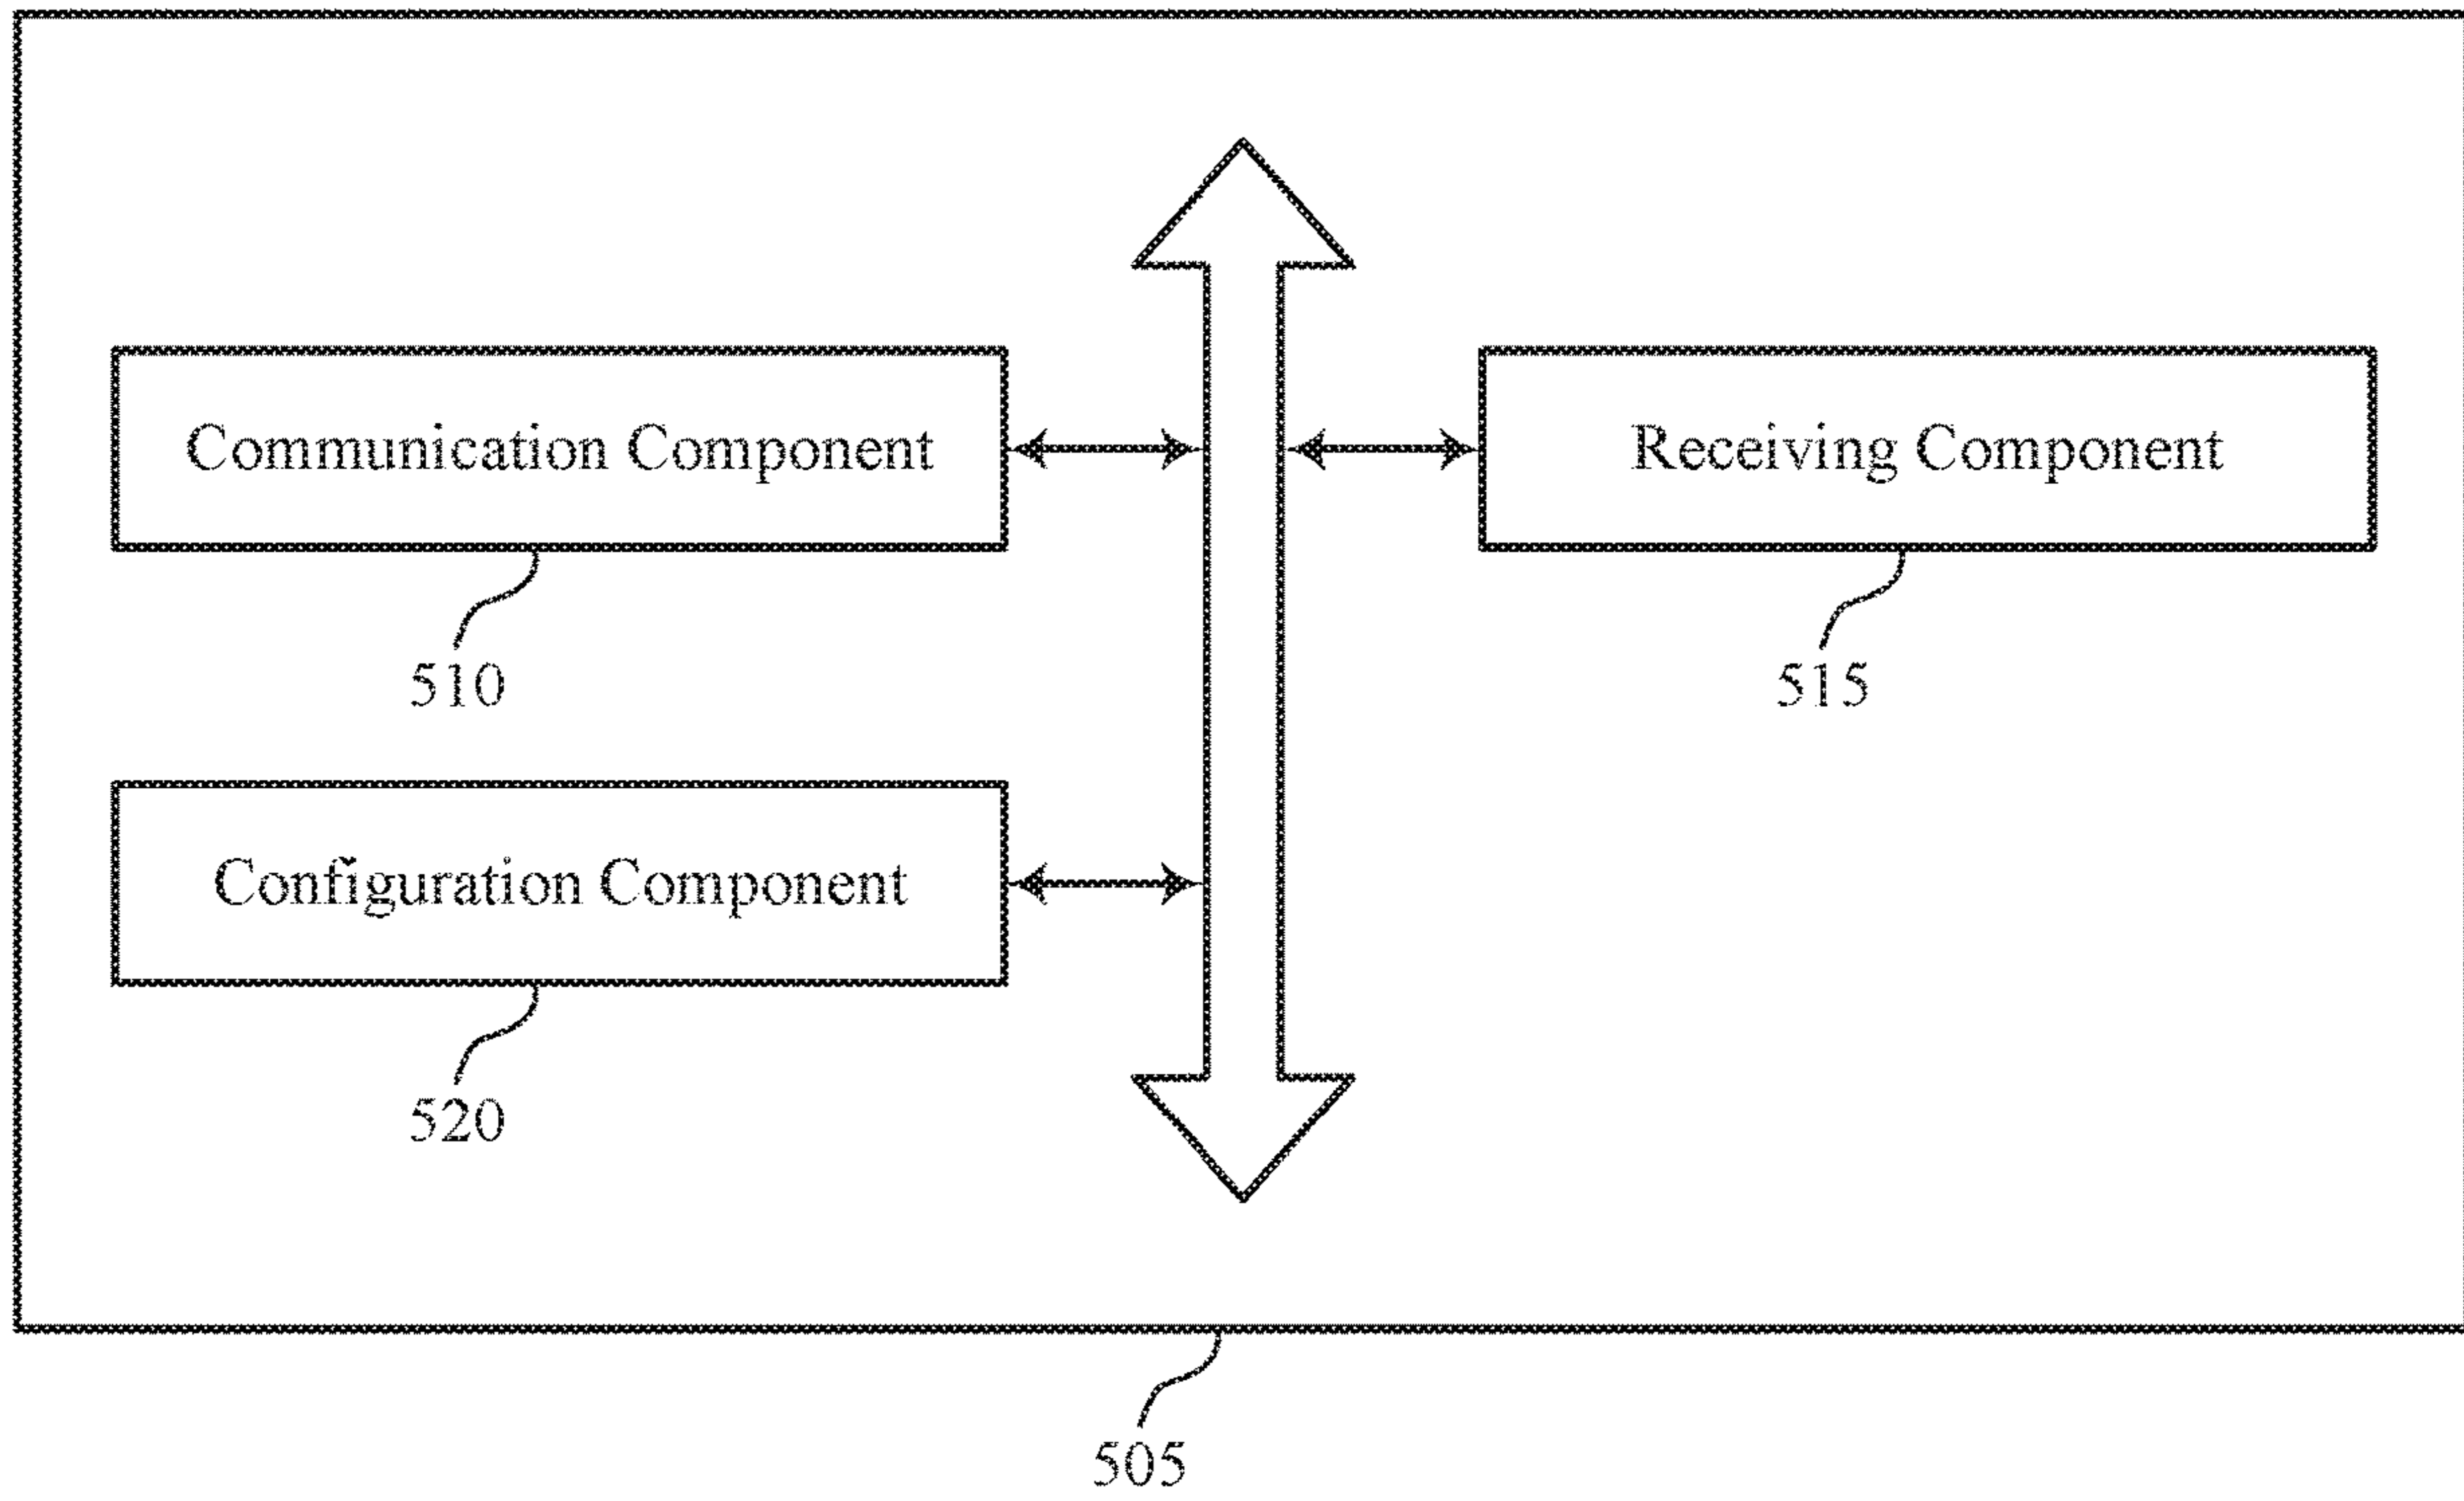 Communication Component
Receiving Component
510
515
Configuration Component
520
505